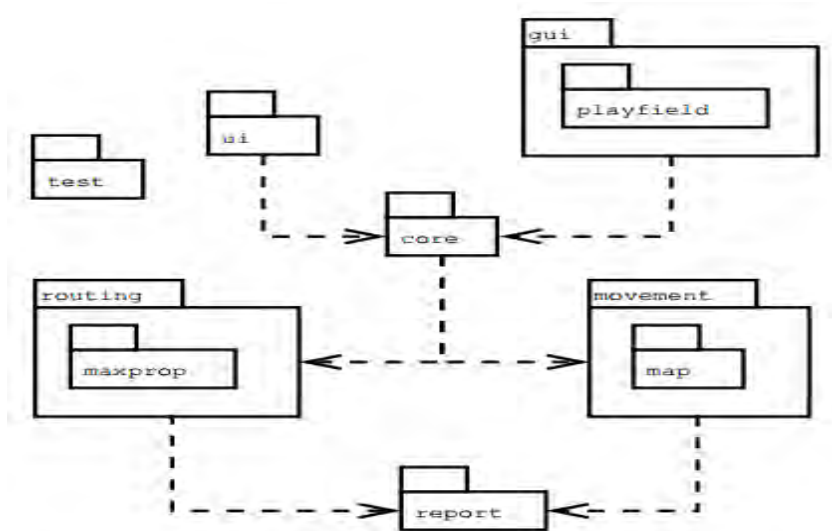 gui
playfield
ui
test
core
routing
movement
maxprop
map
report